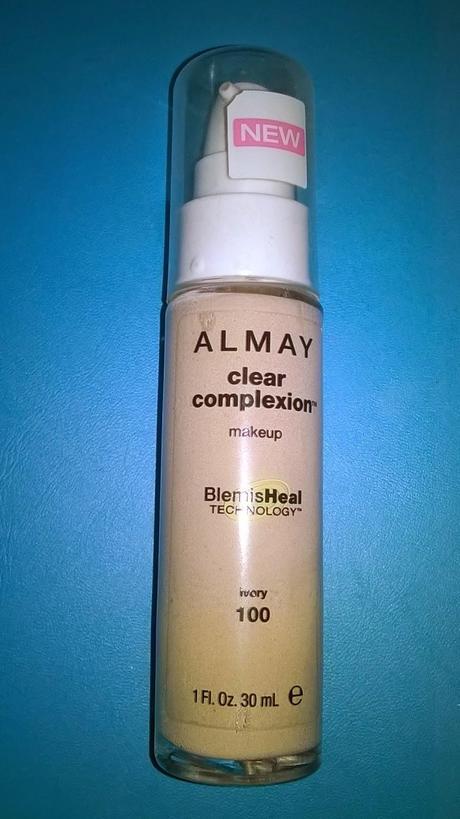 NEW
ALMAY
clear
complexion™
makeup
BlemisHeal
TECHNOLOGY™
ivory
100
1 Fl. Oz. 30 mL ℮